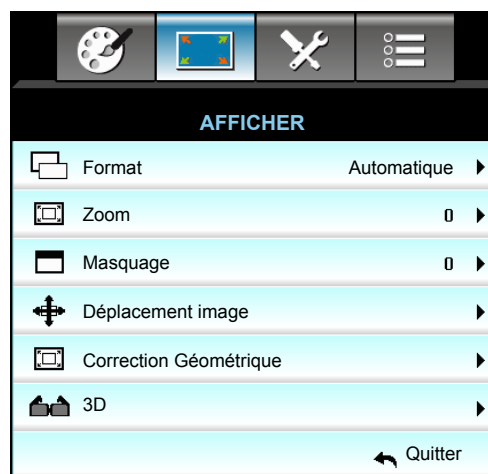 AFFICHER
Format Automatique
Zoom 0
Masquage 0
Déplacement image
Correction Géométrique
3D
Quitter